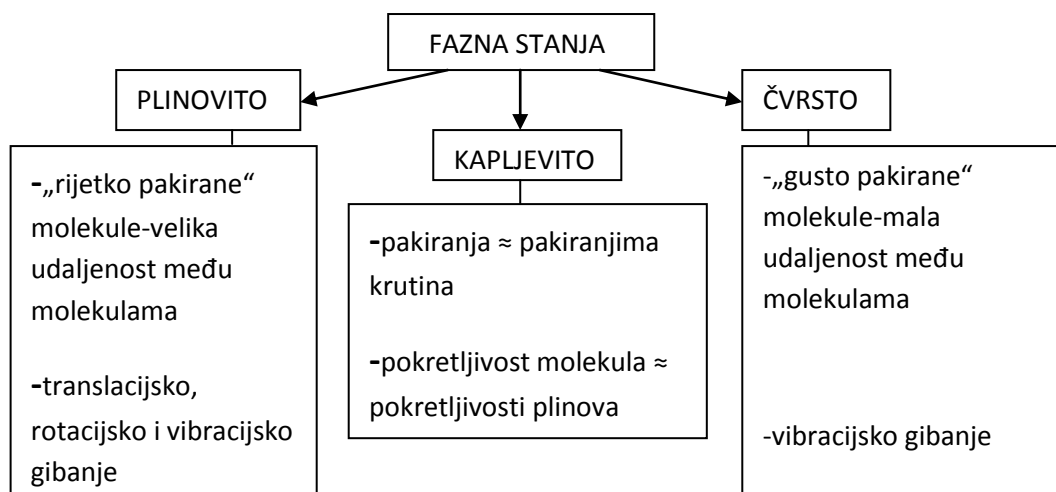 FAZNA STANJA
PLINOVITO
-„rijetko pakirane“
molekule-velika
udaljenost među
molekulama
-translacijsko,
rotacijsko i vibracijsko
gibanje
KAPLJEVITO
-pakiranja ≈ pakiranjima
krutina
-pokretljivost molekula ≈
pokretljivosti plinova
ČVRSTO
-„gusto pakirane“
molekule-mala
udaljenost među
molekulama
-vibracijsko gibanje